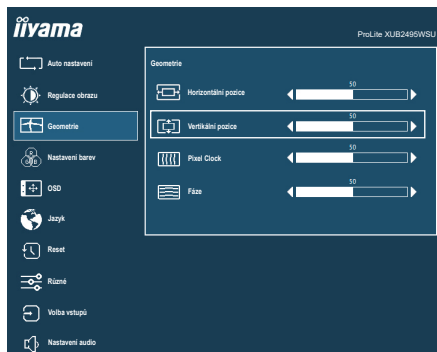 iiyama
ProLite XUB2495WSU
Auto nastavení
Regulace obrazu
Geometrie
Nastavení barev
R
G B
OSD
Jazyk
Reset
Různé
Volba vstupů
Nastavení audio
Geometrie
Horizontální pozice
50
Vertikální pozice
50
Pixel Clock
50
Fáze
50